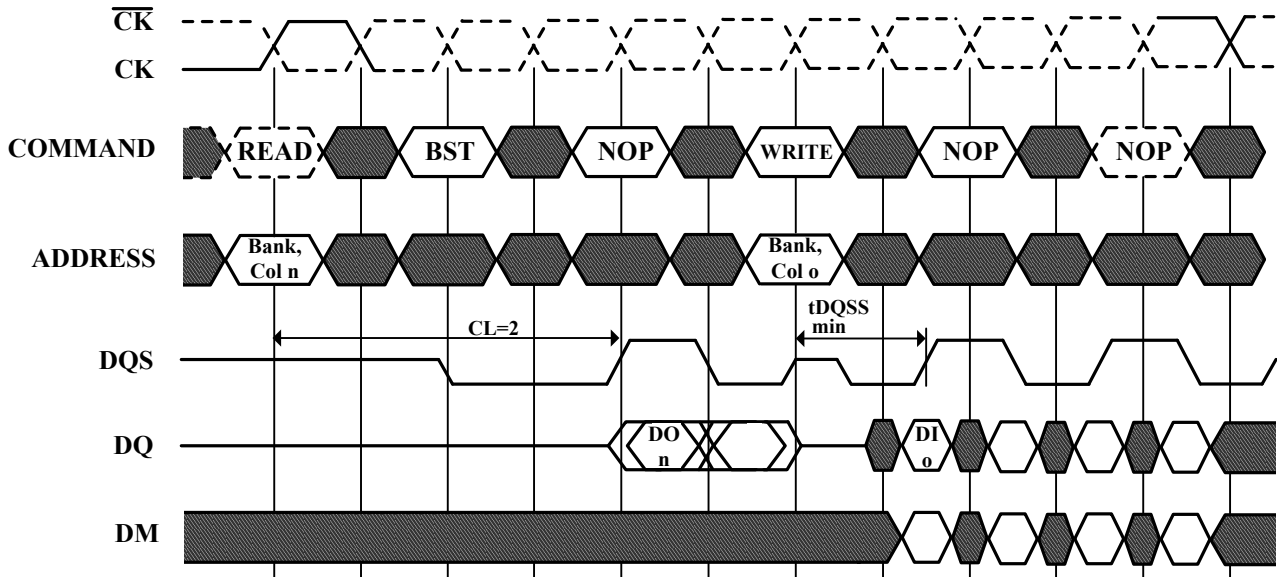 CK
CK
COMMAND
READ
BST
NOP
WRITE
NOP
NOP
ADDRESS
Bank,
Col n
Bank,
Col o
tDQSS
min
CL=2
DQS
DQ
DO
n
DI
o
DM